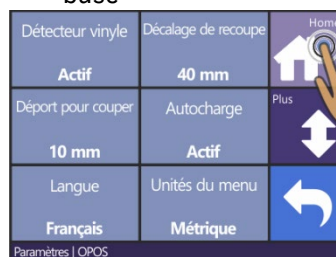 base
Détecteur vinyle
Actif
Décalage de recoupe
40 mm
Home
Déport pour couper
10 mm
Autocharge
Actif
Plus
Langue
Français
Unités du menu
Métrique
Paramètres | OPOS